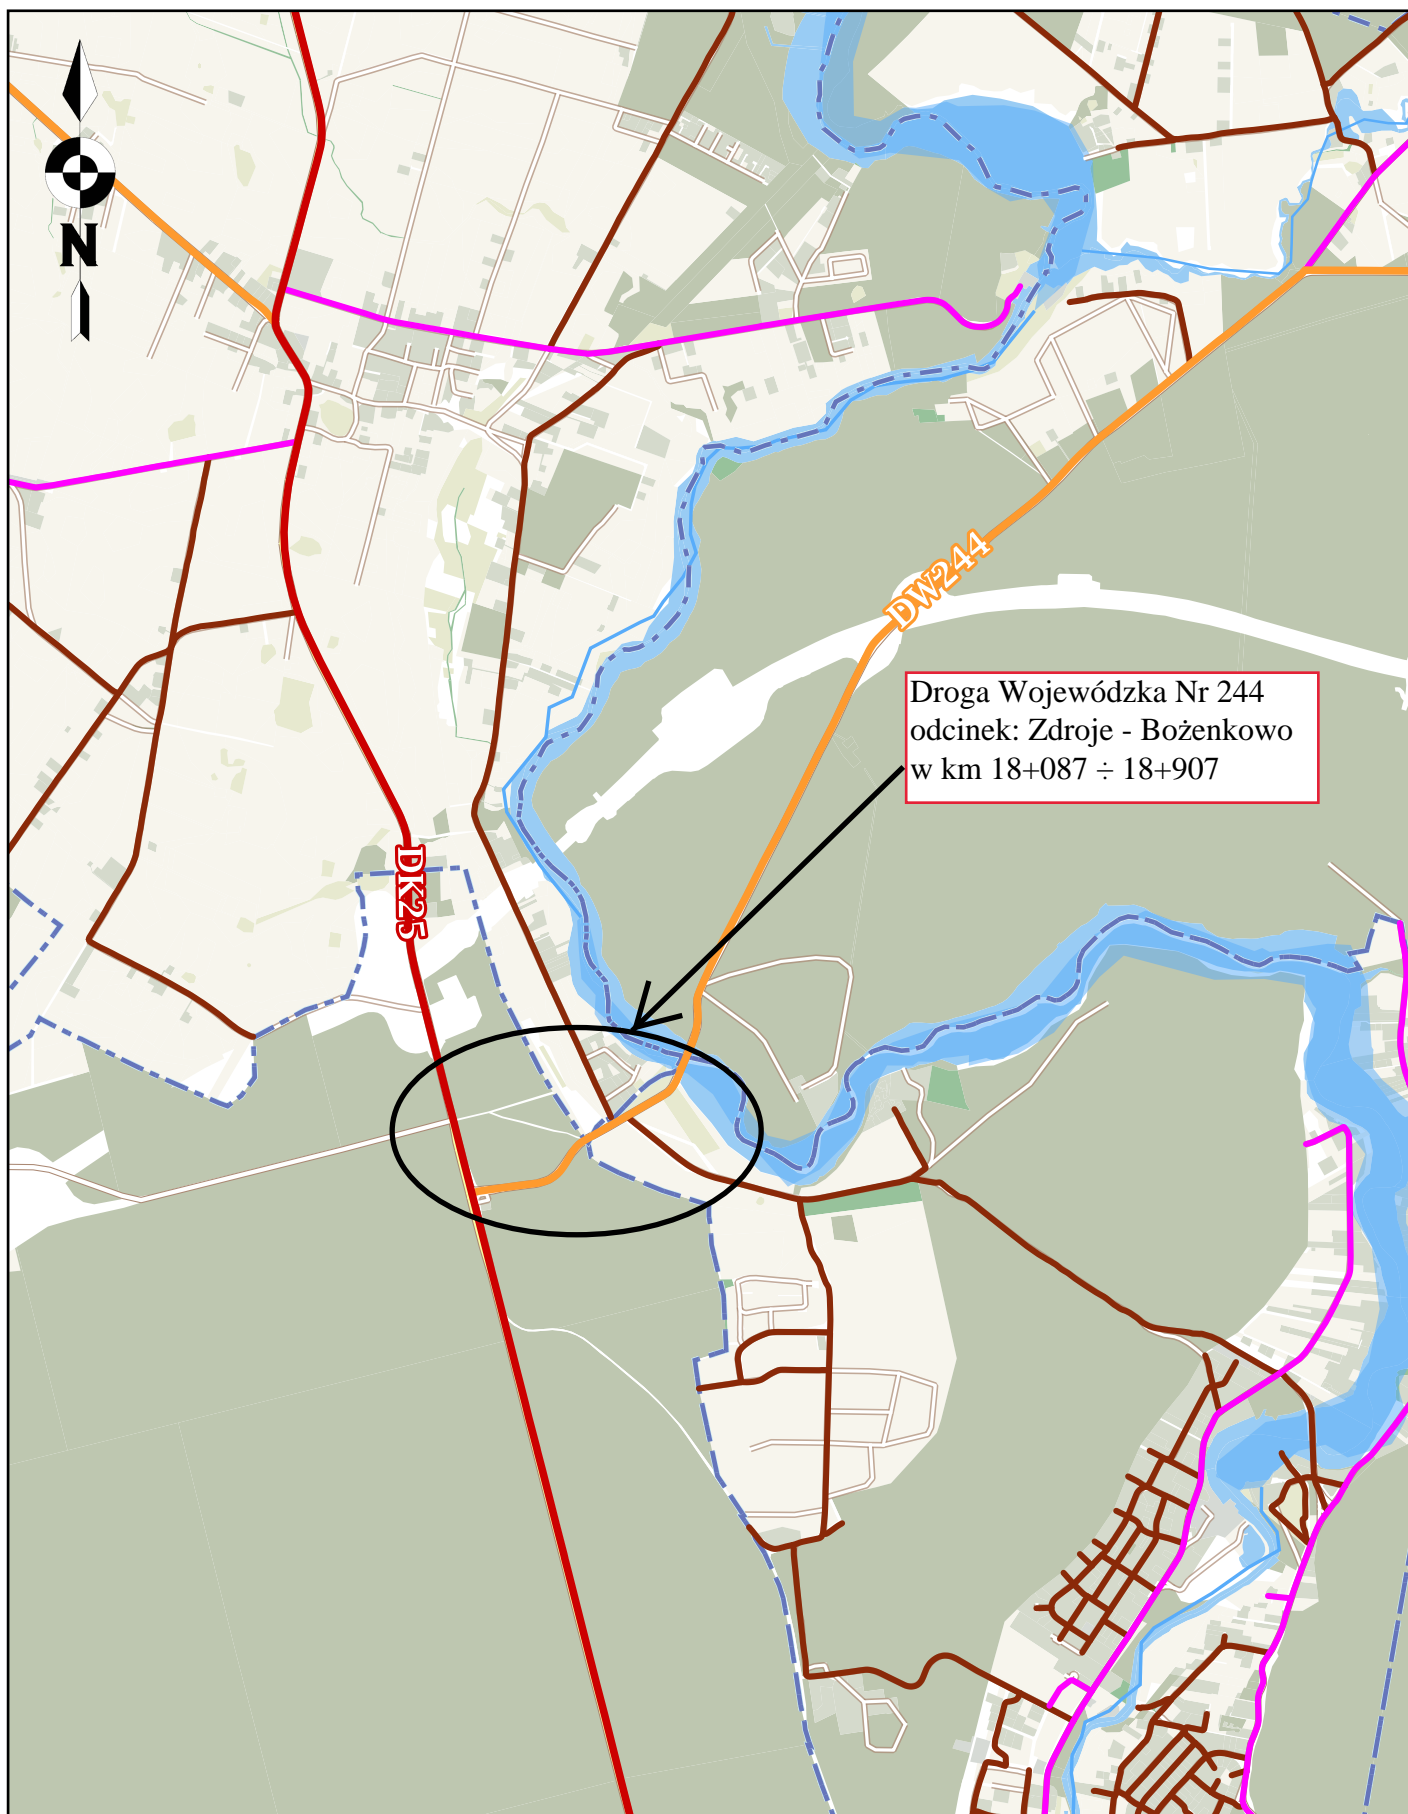 N
DW244
Droga Wojewódzka Nr 244
odcinek: Zdroje - Bożenkowo
w km 18+087 ÷ 18+907
DK25